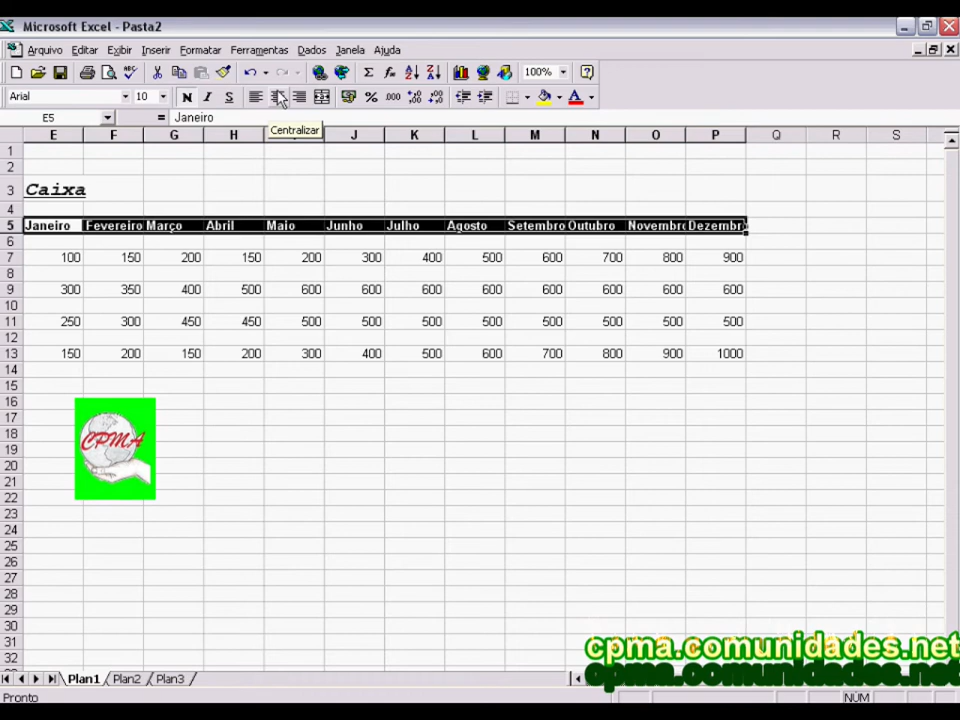 Microsoft Excel - Pasta2
Arquivo Editar Exibir Inserir Formatar Ferramentas Dados Janela Ajuda
100%
Arial 10 N I S % 000
E5 = Janeiro
Centralizar
E F G H J K L M N O P Q R S
1
2
3 Caixa
4
5 Janeiro Fevereiro Março Abril Maio Junho Julho Agosto Setembro Outubro Novembro Dezembro
6
7 100 150 200 150 200 300 400 500 600 700 800 900
8
9 300 350 400 500 600 600 600 600 600 600 600 600
10
11 250 300 450 450 500 500 500 500 500 500 500 500
12
13 150 200 150 200 300 400 500 600 700 800 900 1000
14
15
16
17
18
CPMA
19
20
21
22
23
24
25
26
27
28
29
30
31
32
cpma.comunidades.net
cpma.comunidades.net
Plan1 Plan2 Plan3
Pronto NÚM